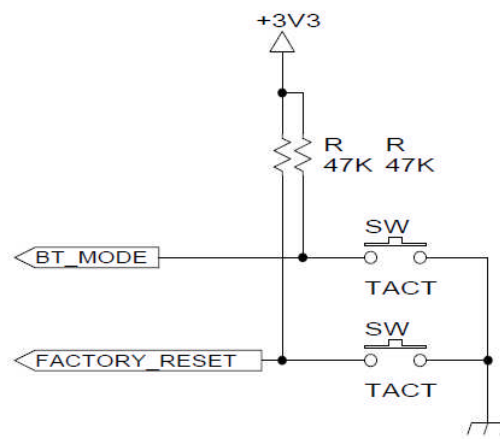 +3V3
R R
47K 47K
SW
BT_MODE
TACT
SW
FACTORY_RESET
TACT